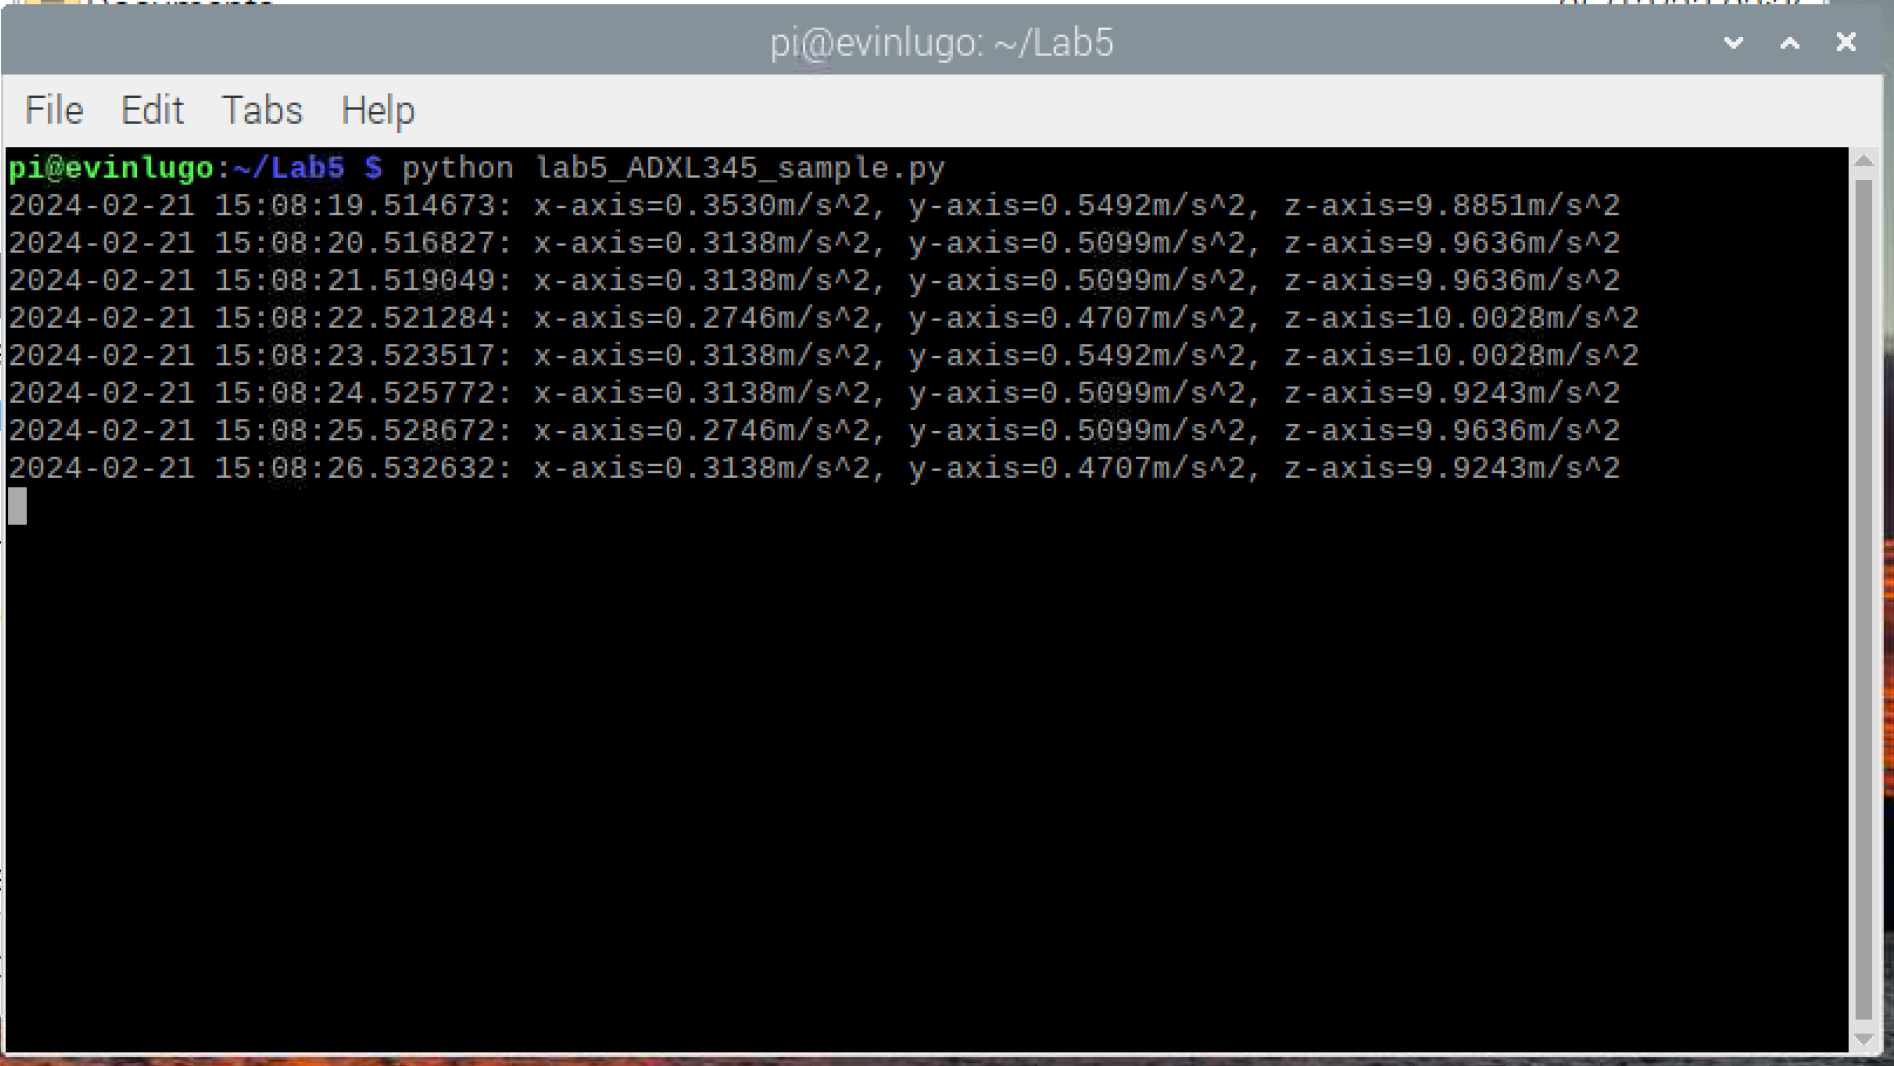 pi@evinlugo: ~/Lab5
File Edit Tabs Help
pi@evinlugo:~/Lab5 $ python lab5_ADXL345_sample.py
2024-02-21 15:08:19.514673: x-axis=0.3530m/s^2, y-axis=0.5492m/s^2, z-axis=9.8851m/s^2
2024-02-21 15:08:20.516827: x-axis=0.3138m/s^2, y-axis=0.5099m/s^2, z-axis=9.9636m/s^2
2024-02-21 15:08:21.519049: x-axis=0.3138m/s^2, y-axis=0.5099m/s^2, z-axis=9.9636m/s^2
2024-02-21 15:08:22.521284: x-axis=0.2746m/s^2, y-axis=0.4707m/s^2, z-axis=10.0028m/s^2
2024-02-21 15:08:23.523517: x-axis=0.3138m/s^2, y-axis=0.5492m/s^2, z-axis=10.0028m/s^2
2024-02-21 15:08:24.525772: x-axis=0.3138m/s^2, y-axis=0.5099m/s^2, z-axis=9.9243m/s^2
2024-02-21 15:08:25.528672: x-axis=0.2746m/s^2, y-axis=0.5099m/s^2, z-axis=9.9636m/s^2
2024-02-21 15:08:26.532632: x-axis=0.3138m/s^2, y-axis=0.4707m/s^2, z-axis=9.9243m/s^2